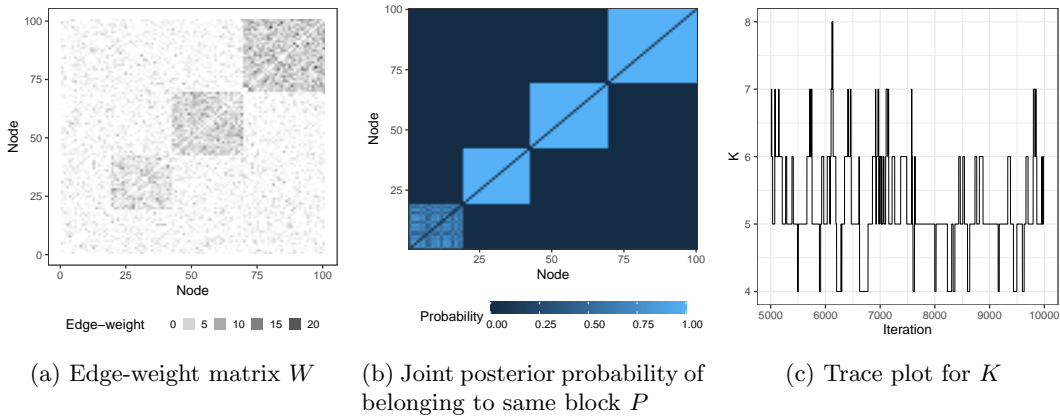 100
75
50
25
0
Node
0
25
50
75
100
Node
Edge−weight 0 5 10 15 20
(a) Edge-weight matrix W
100
75
50
25
Node
25
50
75
100
Node
Probability
0.00 0.25 0.50 0.75 1.00
(b) Joint posterior probability of
belonging to same block P
8
7
6
5
4
K
5000 6000 7000 8000 9000 10000
Iteration
(c) Trace plot for K